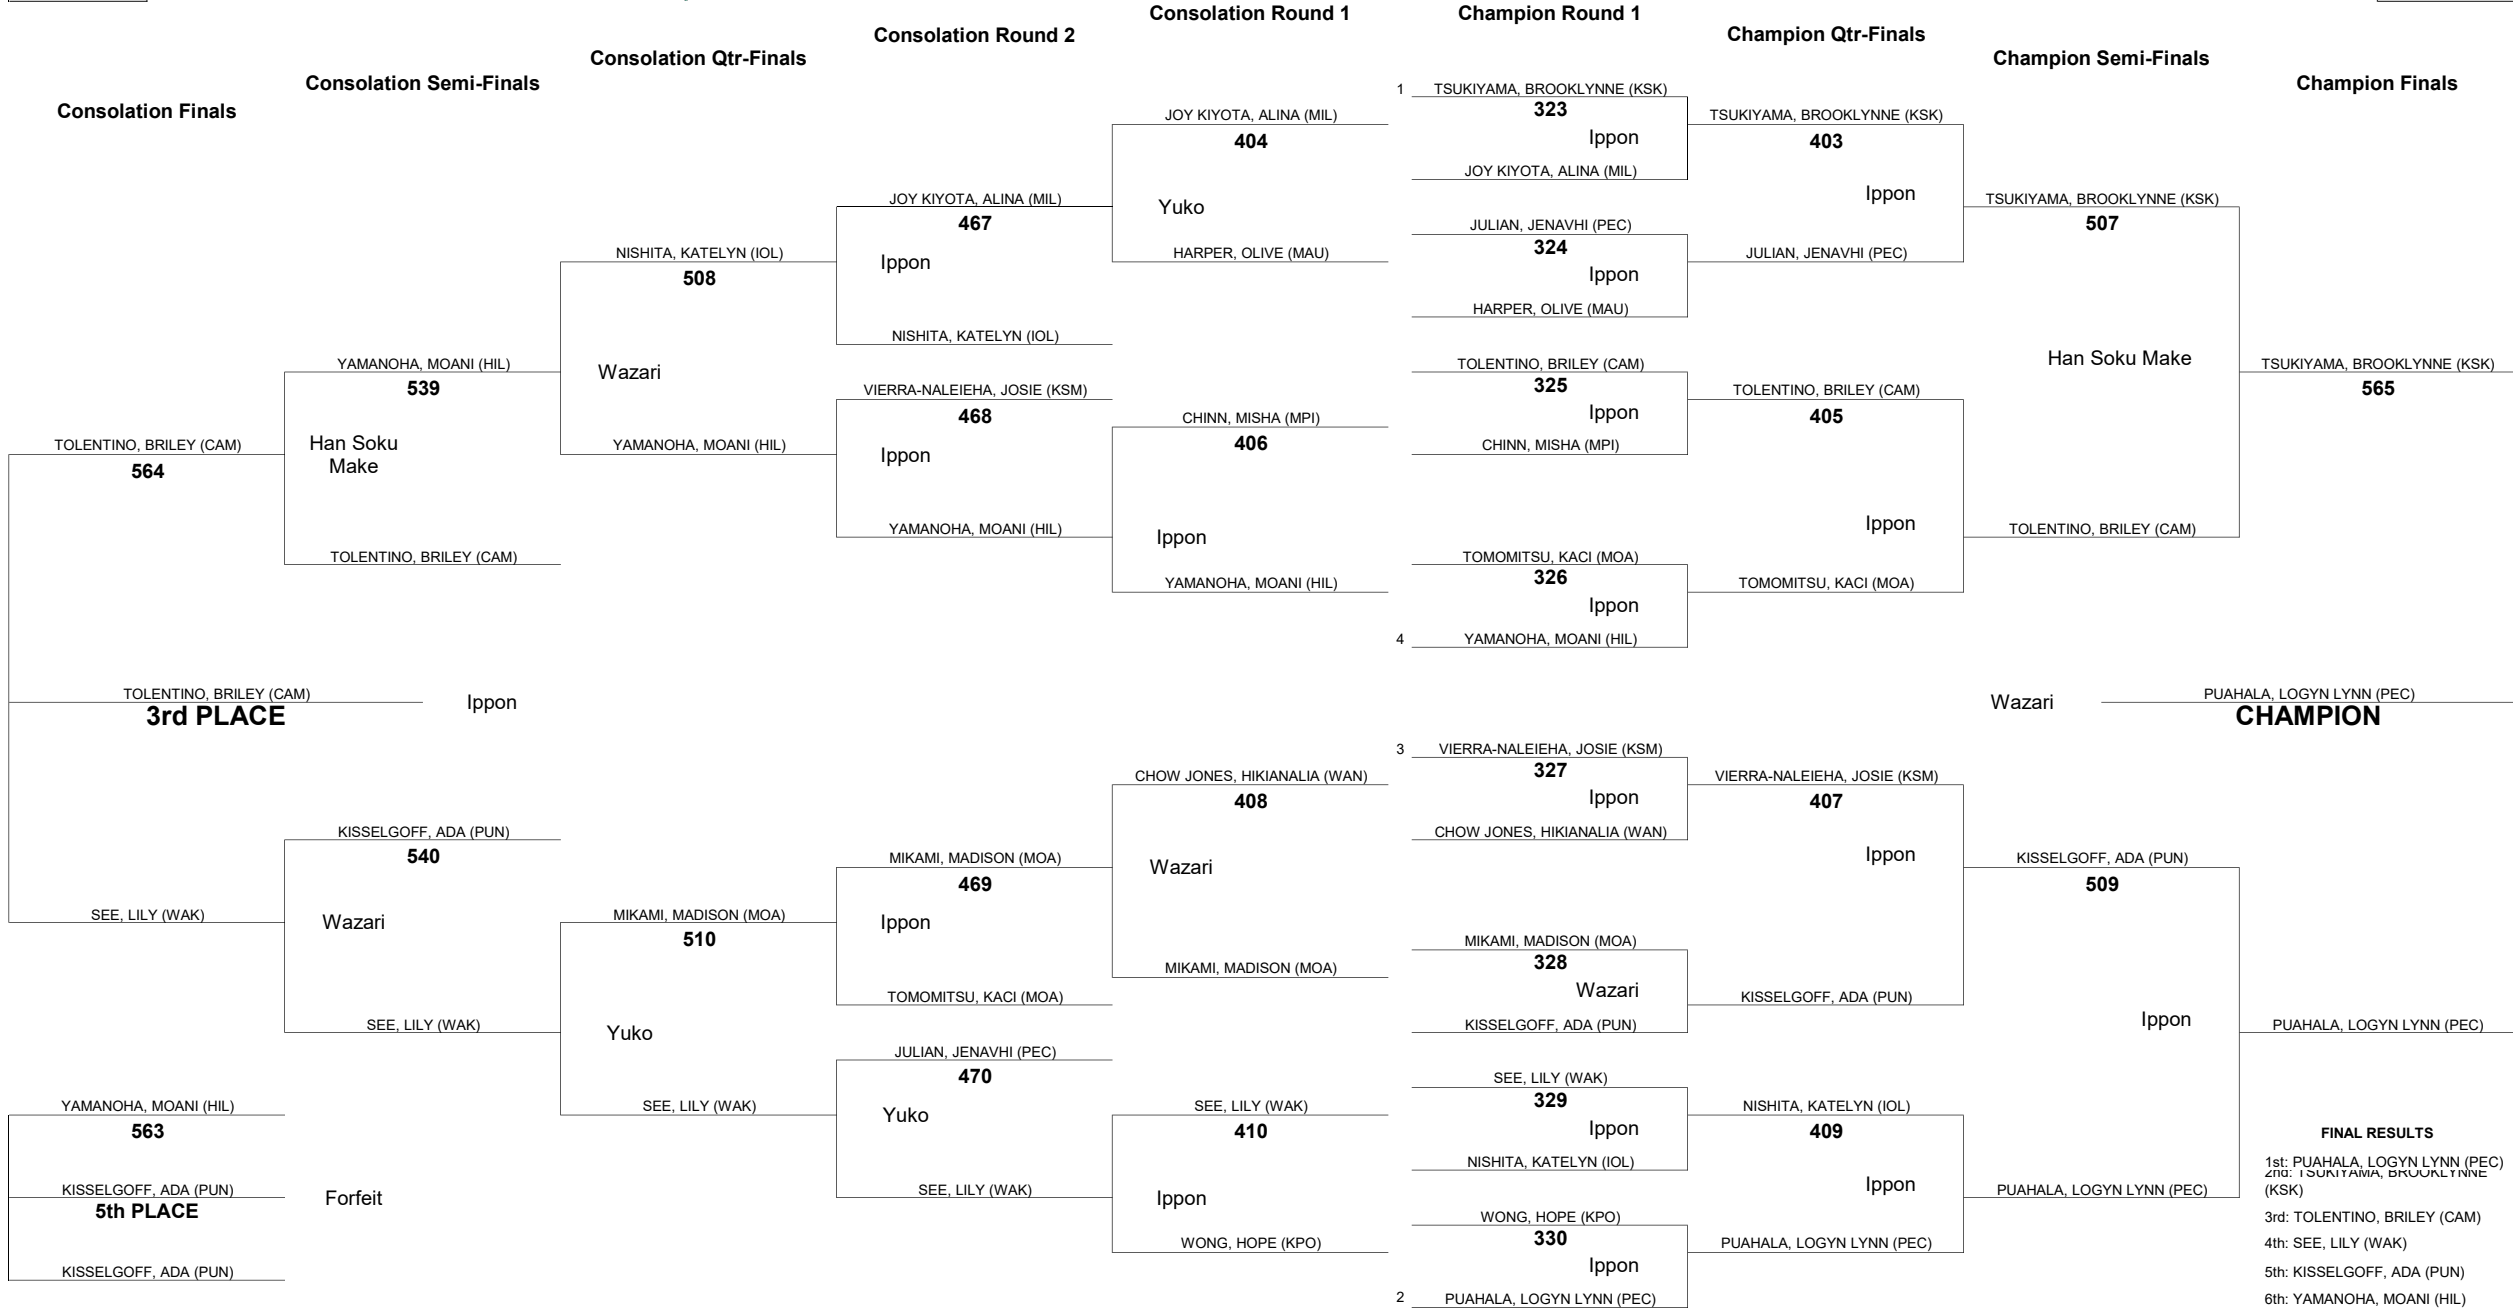 Consolation Round 1
Champion Round 1
Consolation Round 2
Champion Qtr-Finals
Consolation Qtr-Finals
Champion Semi-Finals
Consolation Semi-Finals
Champion Finals
Consolation Finals
1 TSUKIYAMA, BROOKLYNNE (KSK)
323
Ippon
JOY KIYOTA, ALINA (MIL)
JULIAN, JENAVHI (PEC)
324
Ippon
HARPER, OLIVE (MAU)
TOLENTINO, BRILEY (CAM)
325
Ippon
CHINN, MISHA (MPI)
TOMOMITSU, KACI (MOA)
326
Ippon
4 YAMANOHA, MOANI (HIL)
3 VIERRA-NALEIEHA, JOSIE (KSM)
327
Ippon
CHOW JONES, HIKIANALIA (WAN)
MIKAMI, MADISON (MOA)
328
Wazari
KISSELGOFF, ADA (PUN)
SEE, LILY (WAK)
329
Ippon
NISHITA, KATELYN (IOL)
WONG, HOPE (KPO)
330
Ippon
2 PUAHALA, LOGYN LYNN (PEC)
TSUKIYAMA, BROOKLYNNE (KSK)
403
Ippon
JULIAN, JENAVHI (PEC)
TOLENTINO, BRILEY (CAM)
405
Ippon
TOMOMITSU, KACI (MOA)
VIERRA-NALEIEHA, JOSIE (KSM)
407
Ippon
KISSELGOFF, ADA (PUN)
NISHITA, KATELYN (IOL)
409
Ippon
PUAHALA, LOGYN LYNN (PEC)
TSUKIYAMA, BROOKLYNNE (KSK)
507
Han Soku Make
TOLENTINO, BRILEY (CAM)
KISSELGOFF, ADA (PUN)
509
Ippon
PUAHALA, LOGYN LYNN (PEC)
TSUKIYAMA, BROOKLYNNE (KSK)
565
Wazari
PUAHALA, LOGYN LYNN (PEC)
CHAMPION
PUAHALA, LOGYN LYNN (PEC)
JOY KIYOTA, ALINA (MIL)
404
Yuko
HARPER, OLIVE (MAU)
CHINN, MISHA (MPI)
406
Ippon
YAMANOHA, MOANI (HIL)
CHOW JONES, HIKIANALIA (WAN)
408
Wazari
MIKAMI, MADISON (MOA)
SEE, LILY (WAK)
410
Ippon
WONG, HOPE (KPO)
JOY KIYOTA, ALINA (MIL)
467
Ippon
NISHITA, KATELYN (IOL)
VIERRA-NALEIEHA, JOSIE (KSM)
468
Ippon
YAMANOHA, MOANI (HIL)
MIKAMI, MADISON (MOA)
469
Ippon
TOMOMITSU, KACI (MOA)
JULIAN, JENAVHI (PEC)
470
Yuko
SEE, LILY (WAK)
NISHITA, KATELYN (IOL)
508
Wazari
YAMANOHA, MOANI (HIL)
MIKAMI, MADISON (MOA)
510
Yuko
SEE, LILY (WAK)
YAMANOHA, MOANI (HIL)
539
Han Soku
Make
TOLENTINO, BRILEY (CAM)
KISSELGOFF, ADA (PUN)
540
Wazari
SEE, LILY (WAK)
TOLENTINO, BRILEY (CAM)
564
TOLENTINO, BRILEY (CAM)
3rd PLACE
Ippon
SEE, LILY (WAK)
YAMANOHA, MOANI (HIL)
563
KISSELGOFF, ADA (PUN)
5th PLACE
Forfeit
KISSELGOFF, ADA (PUN)
FINAL RESULTS
1st: PUAHALA, LOGYN LYNN (PEC)
2nd: TSUKIYAMA, BROOKLYNNE
(KSK)
3rd: TOLENTINO, BRILEY (CAM)
4th: SEE, LILY (WAK)
5th: KISSELGOFF, ADA (PUN)
6th: YAMANOHA, MOANI (HIL)